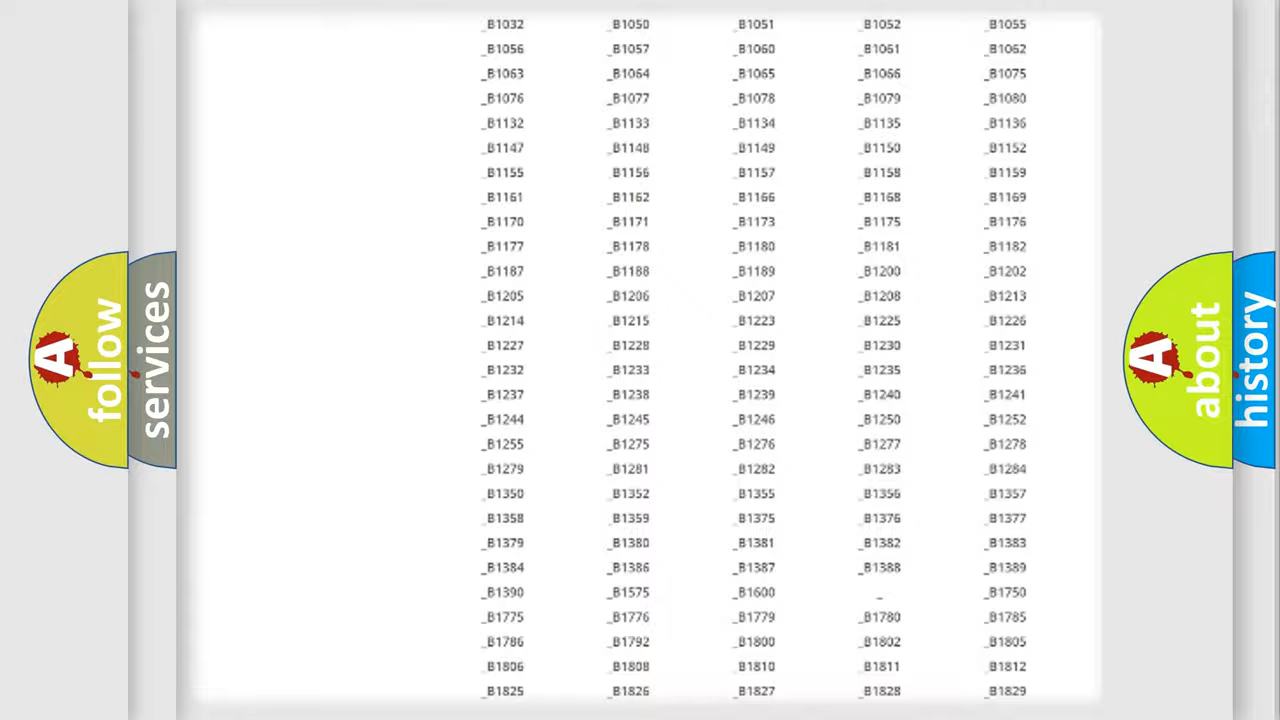 _B1032 _B1050 _B1051 _B1052 _B1055
_B1056 _B1057 _B1060 _B1061 _B1062
_B1063 _B1064 _B1065 _B1066 _B1075
_B1076 _B1077 _B1078 _B1079 _B1080
_B1132 _B1133 _B1134 _B1135 _B1136
_B1147 _B1148 _B1149 _B1150 _B1152
_B1155 _B1156 _B1157 _B1158 _B1159
_B1161 _B1162 _B1166 _B1168 _B1169
_B1170 _B1171 _B1173 _B1175 _B1176
_B1177 _B1178 _B1180 _B1181 _B1182
_B1187 _B1188 _B1189 _B1200 _B1202
_B1205 _B1206 _B1207 _B1208 _B1213
_B1214 _B1215 _B1223 _B1225 _B1226
_B1227 _B1228 _B1229 _B1230 _B1231
_B1232 _B1233 _B1234 _B1235 _B1236
_B1237 _B1238 _B1239 _B1240 _B1241
_B1244 _B1245 _B1246 _B1250 _B1252
_B1255 _B1275 _B1276 _B1277 _B1278
_B1279 _B1281 _B1282 _B1283 _B1284
_B1350 _B1352 _B1355 _B1356 _B1357
_B1358 _B1359 _B1375 _B1376 _B1377
_B1379 _B1380 _B1381 _B1382 _B1383
_B1384 _B1386 _B1387 _B1388 _B1389
_B1390 _B1575 _B1600 _ _B1750
_B1775 _B1776 _B1779 _B1780 _B1785
_B1786 _B1792 _B1800 _B1802 _B1805
_B1806 _B1808 _B1810 _B1811 _B1812
_B1825 _B1826 _B1827 _B1828 _B1829
A
follow
services
A
about
history